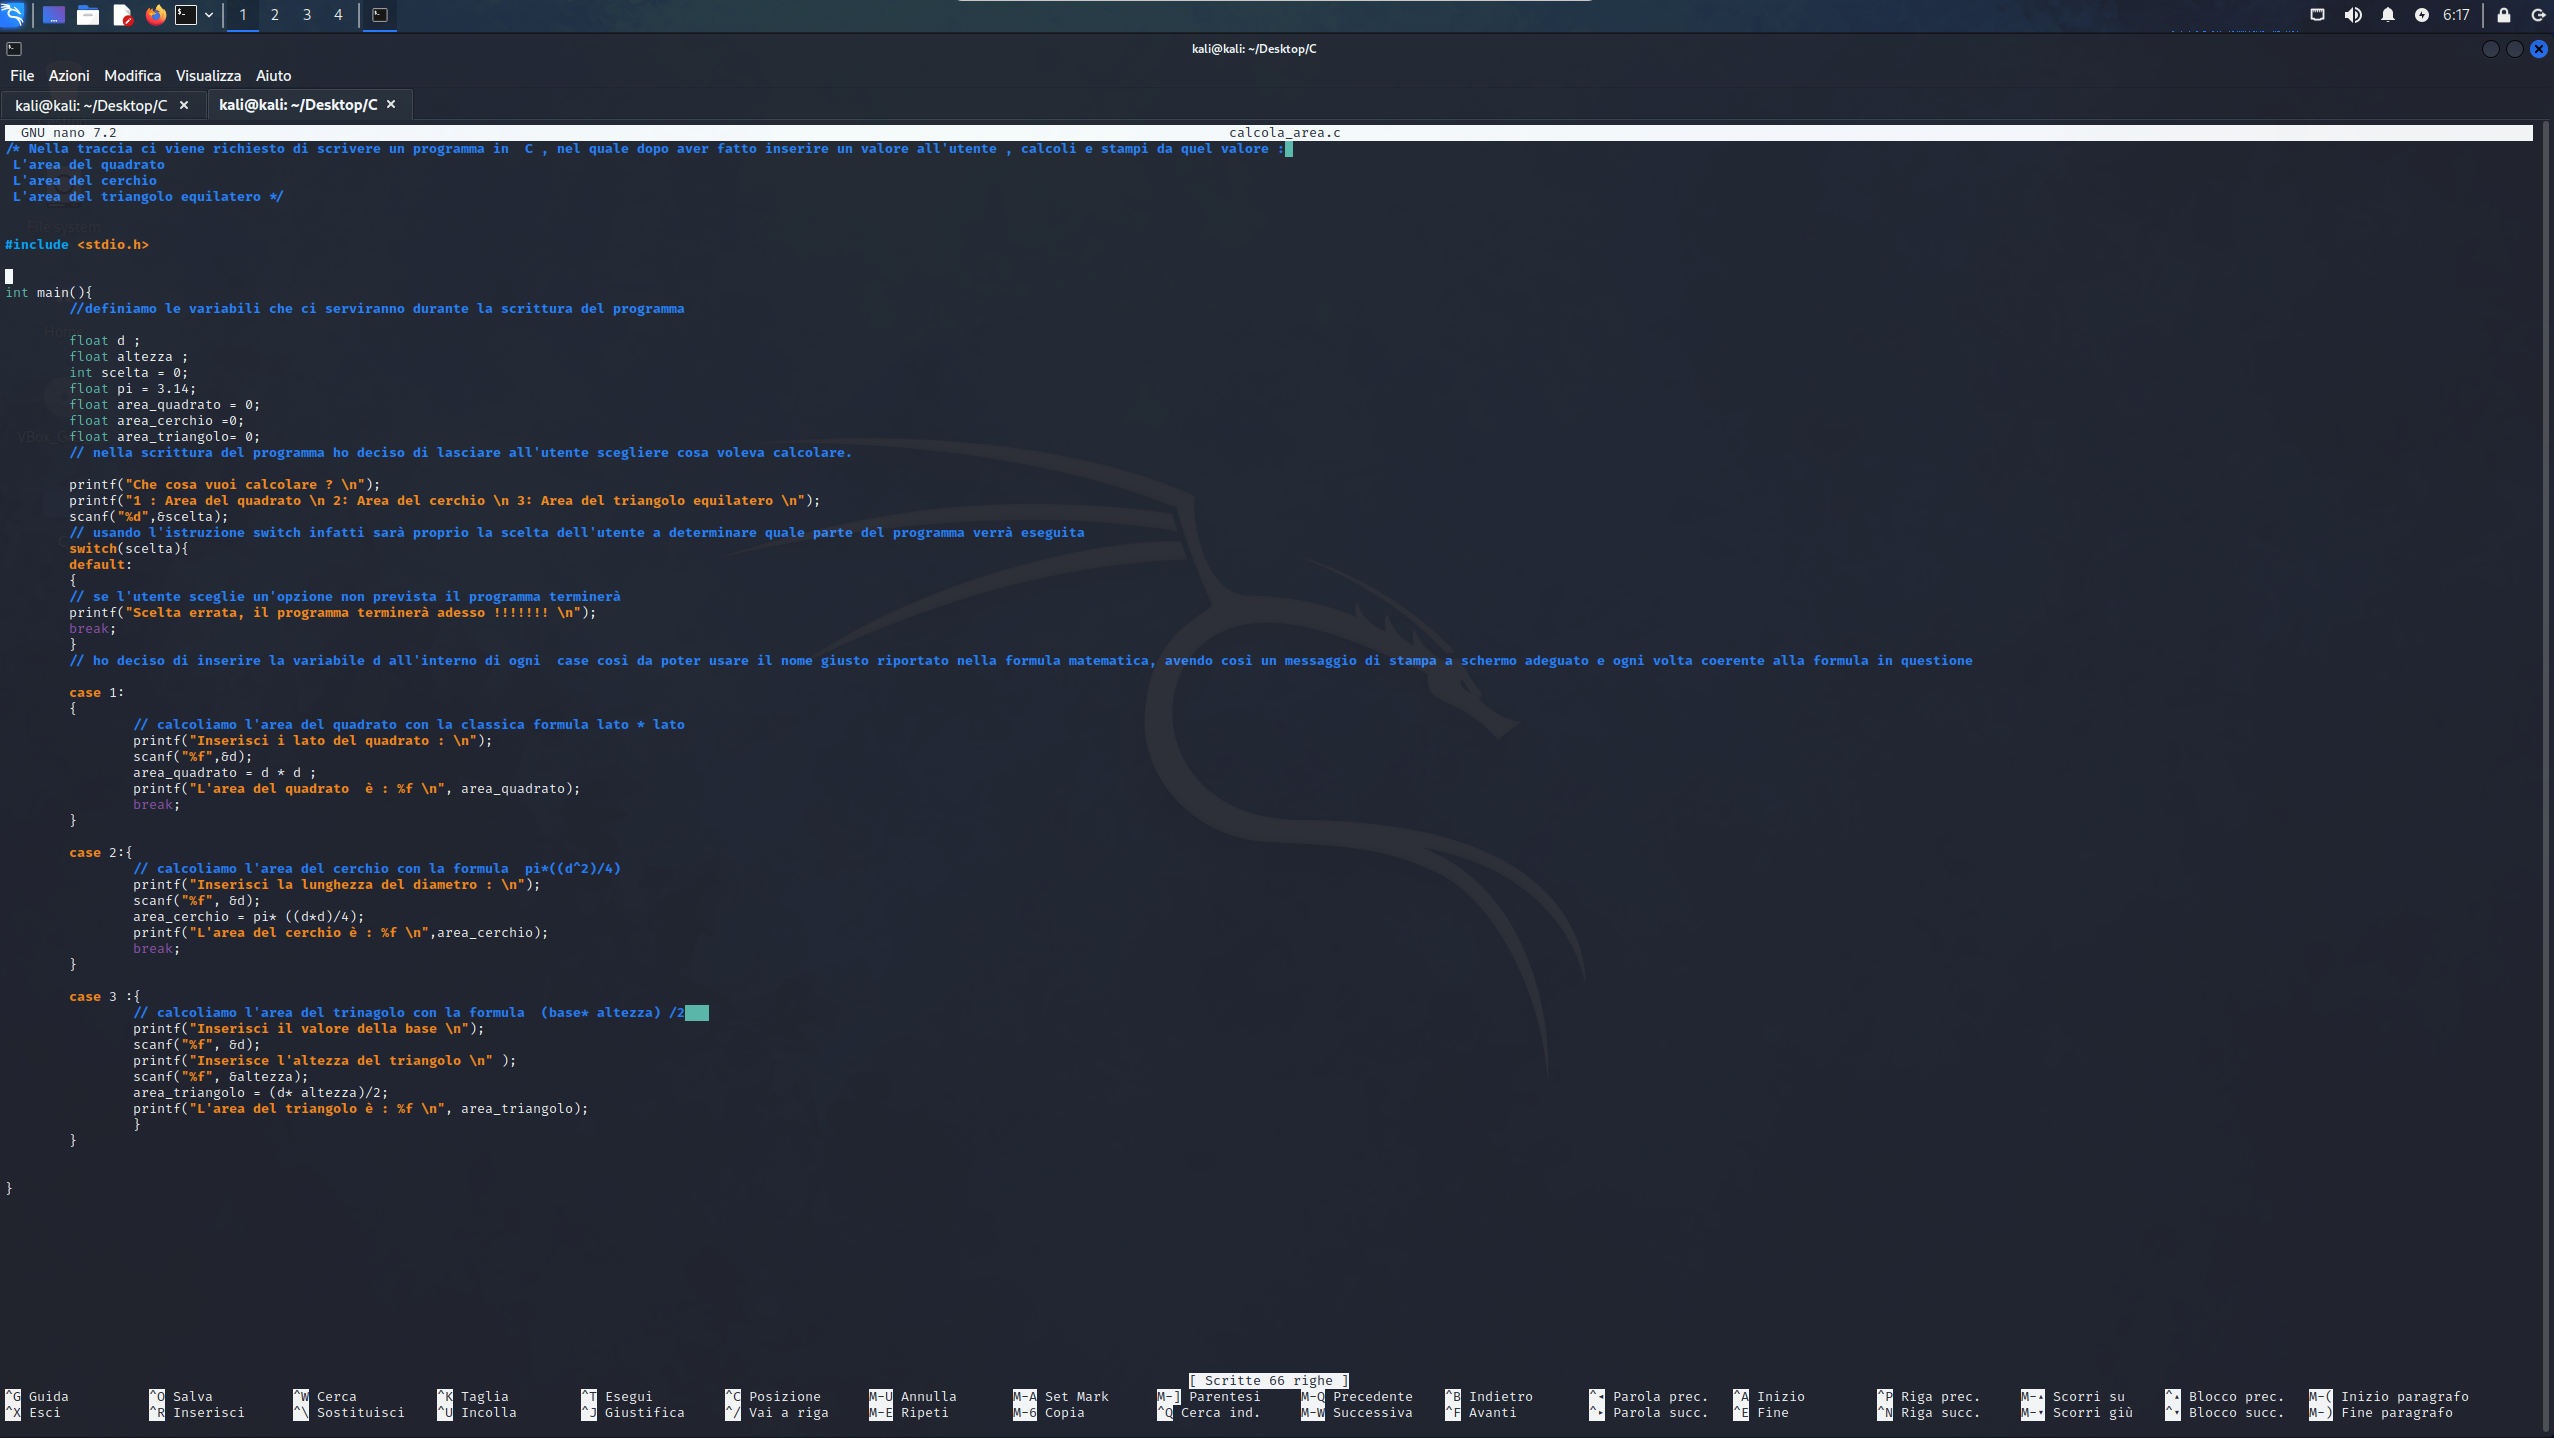 1 2 3 4 6:17
kali@kali: ~/Desktop/C
File Azioni Modifica Visualizza Aiuto
kali@kali: ~/Desktop/C × kali@kali: ~/Desktop/C ×
GNU nano 7.2 calcola_area.c
/* Nella traccia ci viene richiesto di scrivere un programma in  C , nel quale dopo aver fatto inserire un valore all'utente , calcoli e stampi da quel valore :
 L'area del quadrato
 L'area del cerchio
 L'area del triangolo equilatero */
File system
#include <stdio.h>
int main(){
        //definiamo le variabili che ci serviranno durante la scrittura del programma
        float d ;
        float altezza ;
        int scelta = 0;
        float pi = 3.14;
        float area_quadrato = 0;
        float area_cerchio =0;
        float area_triangolo= 0;
        // nella scrittura del programma ho deciso di lasciare all'utente scegliere cosa voleva calcolare.
        printf("Che cosa vuoi calcolare ? \n");
        printf("1 : Area del quadrato \n 2: Area del cerchio \n 3: Area del triangolo equilatero \n");
        scanf("%d",&scelta);
        // usando l'istruzione switch infatti sarà proprio la scelta dell'utente a determinare quale parte del programma verrà eseguita
        switch(scelta){
        default:
        {
        // se l'utente sceglie un'opzione non prevista il programma terminerà
        printf("Scelta errata, il programma terminerà adesso !!!!!!! \n");
        break;
        }
        // ho deciso di inserire la variabile d all'interno di ogni  case così da poter usare il nome giusto riportato nella formula matematica, avendo così un messaggio di stampa a schermo adeguato e ogni volta coerente alla formula in questione
        case 1:
        {
                // calcoliamo l'area del quadrato con la classica formula lato * lato
                printf("Inserisci i lato del quadrato : \n");
                scanf("%f",&d);
                area_quadrato = d * d ;
                printf("L'area del quadrato  è : %f \n", area_quadrato);
                break;
        }
        case 2:{
                // calcoliamo l'area del cerchio con la formula  pi*((d^2)/4)
                printf("Inserisci la lunghezza del diametro : \n");
                scanf("%f", &d);
                area_cerchio = pi* ((d*d)/4);
                printf("L'area del cerchio è : %f \n",area_cerchio);
                break;
        }
        case 3 :{
                // calcoliamo l'area del trinagolo con la formula  (base* altezza) /2
                printf("Inserisci il valore della base \n");
                scanf("%f", &d);
                printf("Inserisce l'altezza del triangolo \n" );
                scanf("%f", &altezza);
                area_triangolo = (d* altezza)/2;
                printf("L'area del triangolo è : %f \n", area_triangolo);
                }
        }
}
[ Scritte 66 righe ]
^G Guida ^O Salva ^W Cerca ^K Taglia ^T Esegui ^C Posizione M-U Annulla M-A Set Mark M-] Parentesi M-Q Precedente ^B Indietro ^◂ Parola prec. ^A Inizio ^P Riga prec. M-▴ Scorri su ^▴ Blocco prec. M-( Inizio paragrafo
^X Esci ^R Inserisci ^\ Sostituisci ^U Incolla ^J Giustifica ^/ Vai a riga M-E Ripeti M-6 Copia ^Q Cerca ind. M-W Successiva ^F Avanti ^▸ Parola succ. ^E Fine ^N Riga succ. M-▾ Scorri giù ^▾ Blocco succ. M-) Fine paragrafo